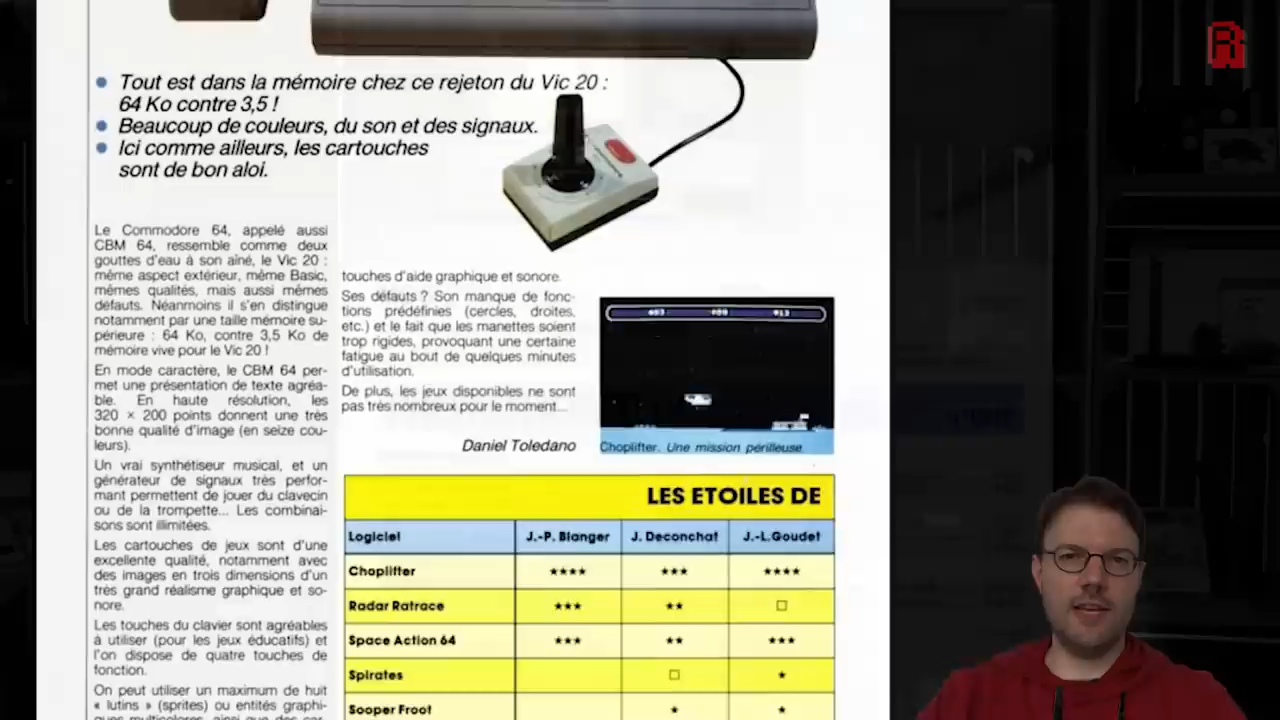 Tout est dans la mémoire chez ce rejeton du Vic 20 :
64 Ko contre 3,5 !
Beaucoup de couleurs, du son et des signaux.
Ici comme ailleurs, les cartouches
sont de bon aloi.
Le Commodore 64, appelé aussi
CBM 64, ressemble comme deux
gouttes d'eau à son aîné, le Vic 20 :
même aspect extérieur, même Basic,
mêmes qualités, mais aussi mêmes
défauts. Néanmoins il s'en distingue
notamment par une taille mémoire su-
périeure : 64 Ko, contre 3,5 Ko de
mémoire vive pour le Vic 20 !
En mode caractère, le CBM 64 per-
met une présentation de texte agréa-
ble. En haute résolution, les
320 × 200 points donnent une très
bonne qualité d'image (en seize cou-
leurs).
Un vrai synthétiseur musical, et un
générateur de signaux très perfor-
mant permettent de jouer du clavecin
ou de la trompette... Les combinai-
sons sont illimitées.
Les cartouches de jeux sont d'une
excellente qualité, notamment avec
des images en trois dimensions d'un
très grand réalisme graphique et so-
nore.
Les touches du clavier sont agréables
à utiliser (pour les jeux éducatifs) et
l'on dispose de quatre touches de
fonction.
On peut utiliser un maximum de huit
« lutins » (sprites) ou entités graphi-
ques multicolores, ainsi que des car-
touches d'aide graphique et sonore.
Ses défauts ? Son manque de fonc-
tions prédéfinies (cercles, droites,
etc.) et le fait que les manettes soient
trop rigides, provoquant une certaine
fatigue au bout de quelques minutes
d'utilisation.
De plus, les jeux disponibles ne sont
pas très nombreux pour le moment...
Daniel Toledano
Choplifter. Une mission périlleuse
LES ETOILES DE
Logiciel J.-P. Blanger J. Deconchat J.-L. Goudet
Choplifter ★★★★ ★★★ ★★★★
Radar Ratrace ★★★ ★★ □
Space Action 64 ★★★ ★★ ★★★
Spirates □ ★
Sooper Froot ★ ★